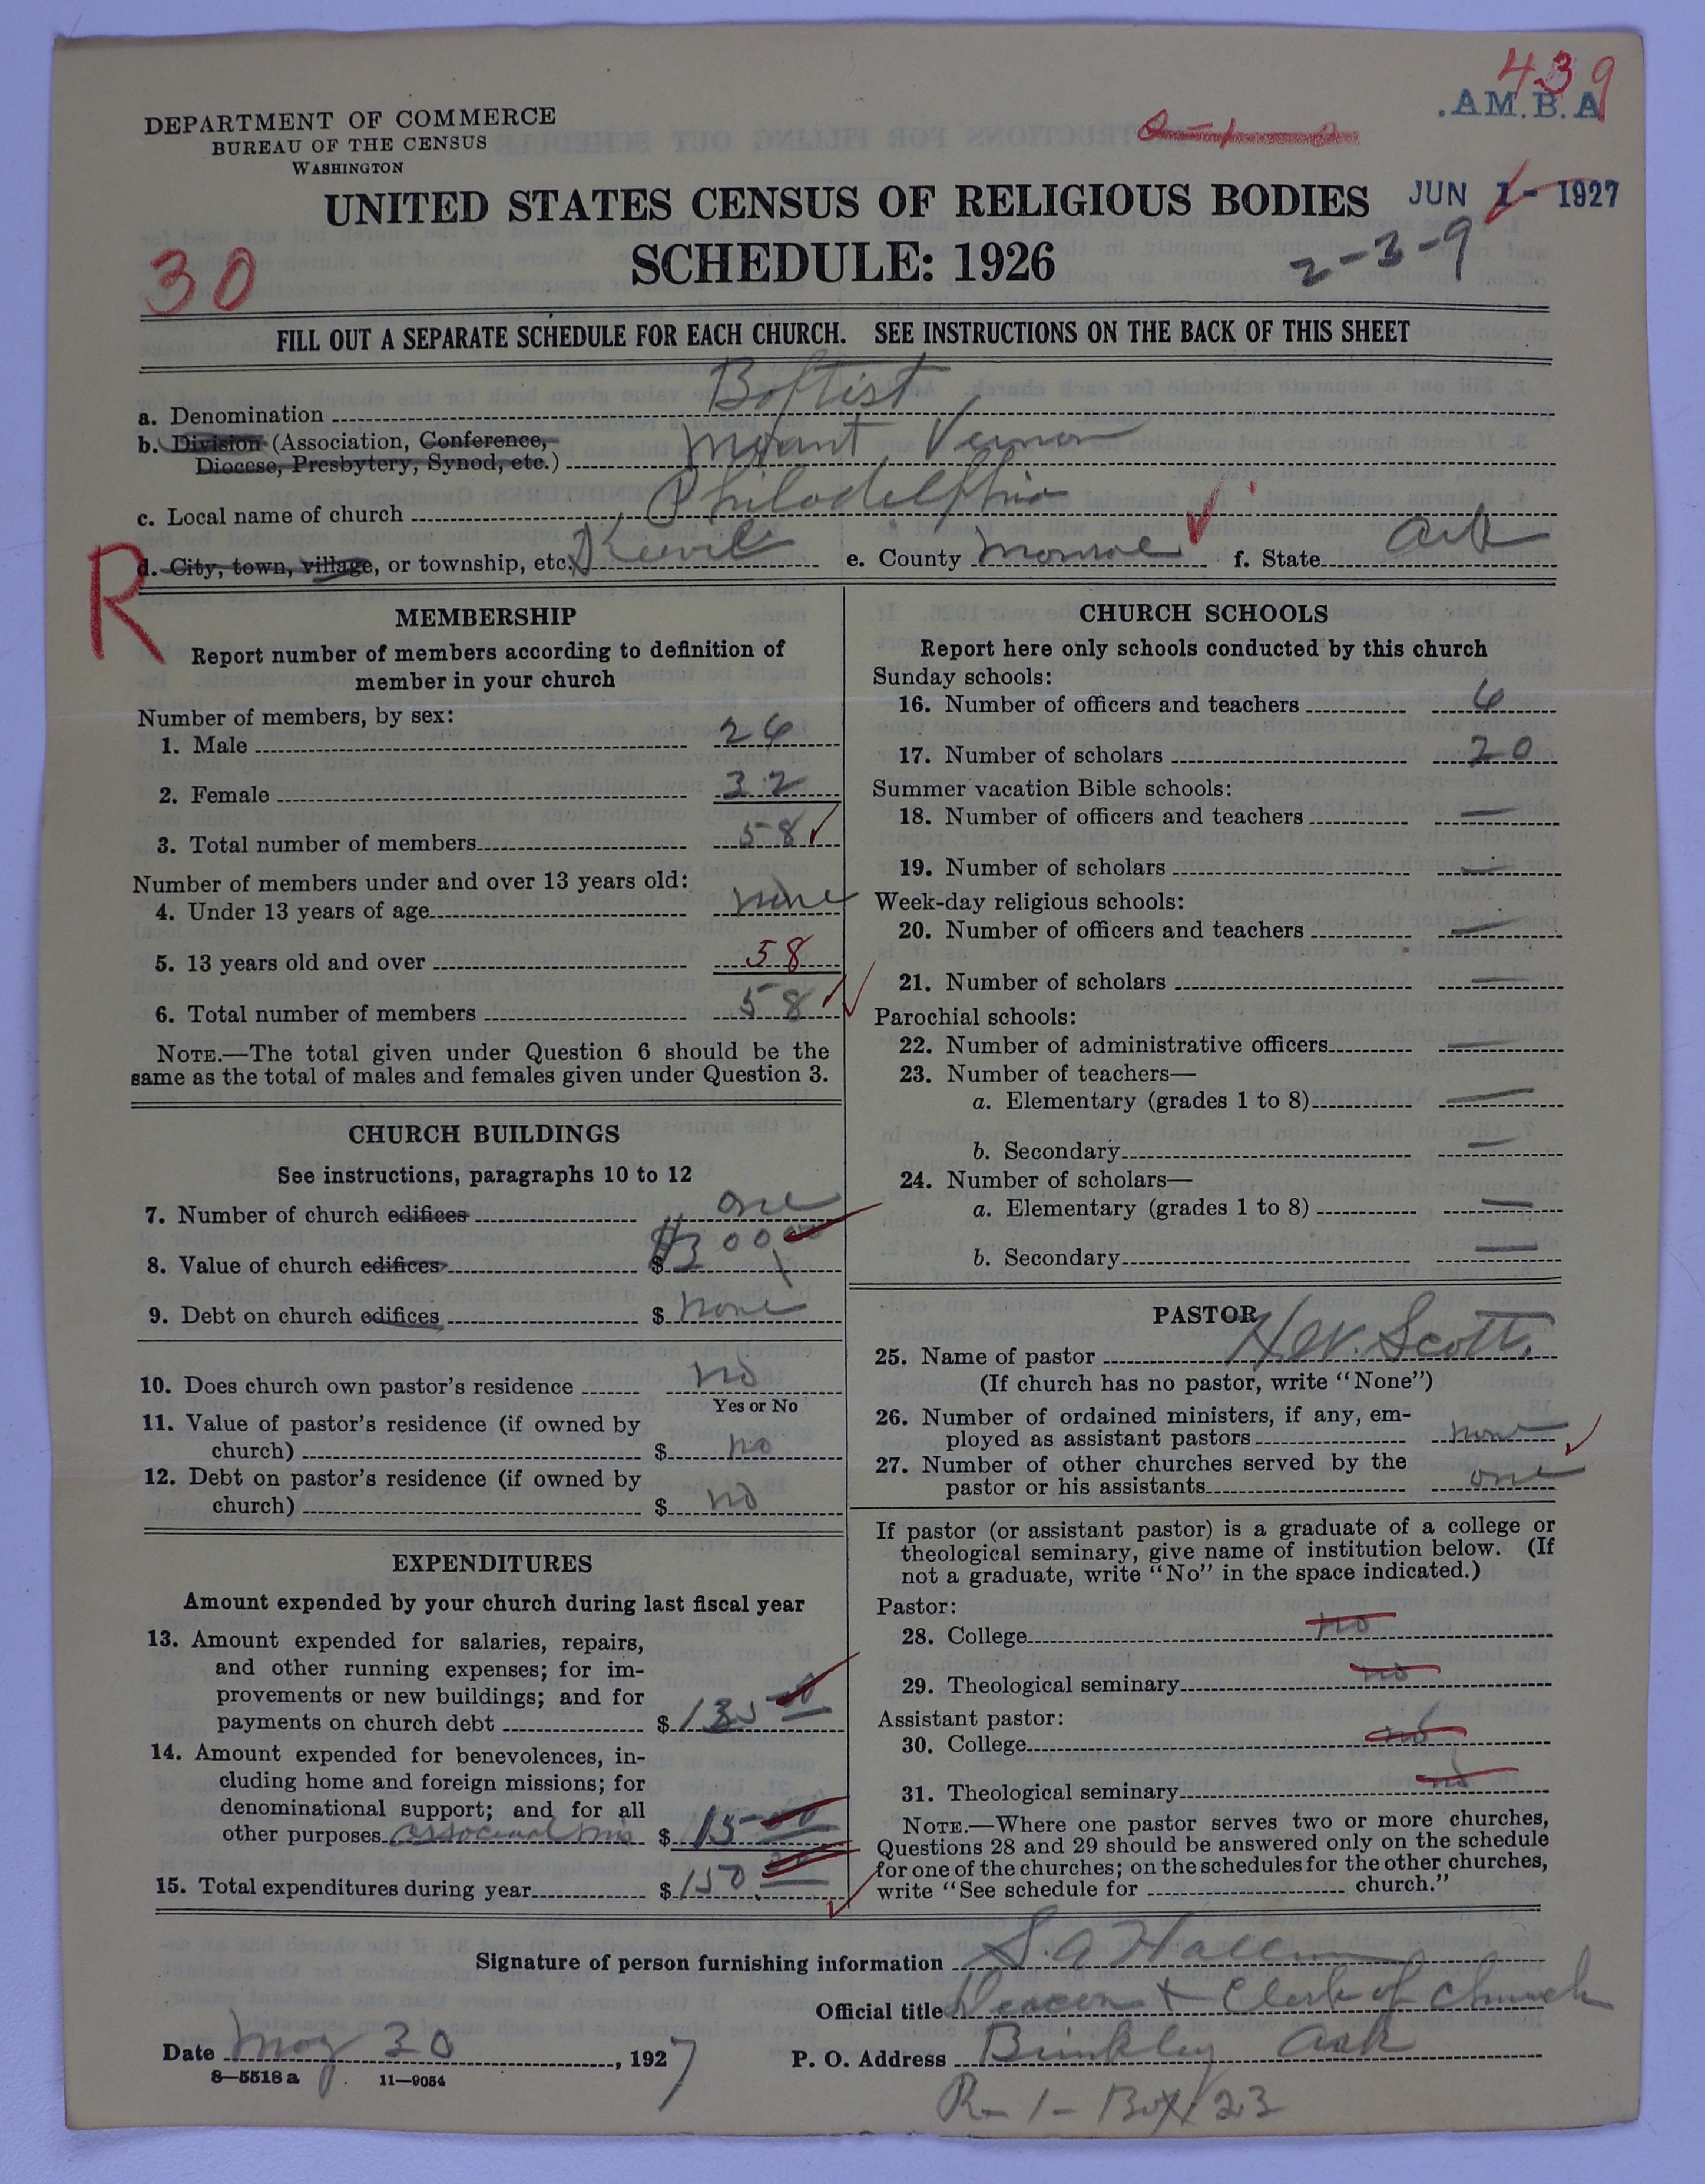 439
.AM.B.A
DEPARTMENT OF COMMERCE
BUREAU OF THE CENSUS
WASHINGTON
UNITED STATES CENSUS OF RELIGIOUS BODIES
JUN 1 - 1927
SCHEDULE: 1926
2-3-9
30
FILL OUT A SEPARATE SCHEDULE FOR EACH CHURCH. SEE INSTRUCTIONS ON THE BACK OF THIS SHEET
a. Denomination Baptist
b. Division (Association, Conference, Mount Vernon
Diocese, Presbytery, Synod, etc.)
c. Local name of church Philadelphia
R
d. City, town, village, or township, etc. e. County Monroe f. State Ark
MEMBERSHIP
Report number of members according to definition of
member in your church
Number of members, by sex:
1. Male 26
2. Female 32
3. Total number of members 58
Number of members under and over 13 years old:
4. Under 13 years of age none
5. 13 years old and over 58
6. Total number of members 58
NOTE.—The total given under Question 6 should be the
same as the total of males and females given under Question 3.
CHURCH BUILDINGS
See instructions, paragraphs 10 to 12
7. Number of church edifices one
8. Value of church edifices $ $300 00
9. Debt on church edifices $ none
10. Does church own pastor's residence no
Yes or No
11. Value of pastor's residence (if owned by
church) $ no
12. Debt on pastor's residence (if owned by
church) $ no
EXPENDITURES
Amount expended by your church during last fiscal year
13. Amount expended for salaries, repairs,
and other running expenses; for im-
provements or new buildings; and for
payments on church debt $ 135 00
14. Amount expended for benevolences, in-
cluding home and foreign missions; for
denominational support; and for all
other purposes $ 15 00
15. Total expenditures during year $ 150 00
CHURCH SCHOOLS
Report here only schools conducted by this church
Sunday schools:
16. Number of officers and teachers 6
17. Number of scholars 20
Summer vacation Bible schools:
18. Number of officers and teachers —
19. Number of scholars —
Week-day religious schools:
20. Number of officers and teachers —
21. Number of scholars —
Parochial schools:
22. Number of administrative officers —
23. Number of teachers—
a. Elementary (grades 1 to 8) —
b. Secondary —
24. Number of scholars—
a. Elementary (grades 1 to 8) —
b. Secondary —
PASTOR
25. Name of pastor H.W. Scott.
(If church has no pastor, write "None")
26. Number of ordained ministers, if any, em-
ployed as assistant pastors none
27. Number of other churches served by the
pastor or his assistants one
If pastor (or assistant pastor) is a graduate of a college or
theological seminary, give name of institution below. (If
not a graduate, write "No" in the space indicated.)
Pastor:
28. College no
29. Theological seminary no
Assistant pastor:
30. College no
31. Theological seminary no
NOTE.—Where one pastor serves two or more churches,
Questions 28 and 29 should be answered only on the schedule
for one of the churches; on the schedules for the other churches,
write "See schedule for church."
Signature of person furnishing information S. A.
Official title Deacon + Clerk of church
Date May 30, 1927
P. O. Address Brinkley Ark
8—5518 a 11—9054
R-1-Box 23